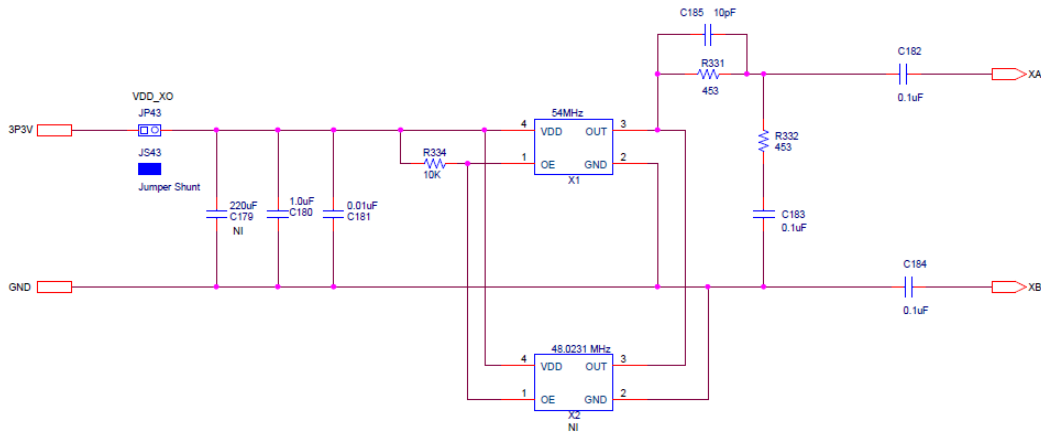 C185 10pF
R331
453
C182
0.1uF
XA
VDD_XO
JP43
3P3V
JS43
Jumper Shunt
54MHz
4 VDD OUT 3
1 OE GND 2
X1
R334
10K
R332
453
220uF
C179
NI
1.0uF
C180
0.01uF
C181
C183
0.1uF
GND
C184
0.1uF
XB
48.0231 MHz
4 VDD OUT 3
1 OE GND 2
X2
NI